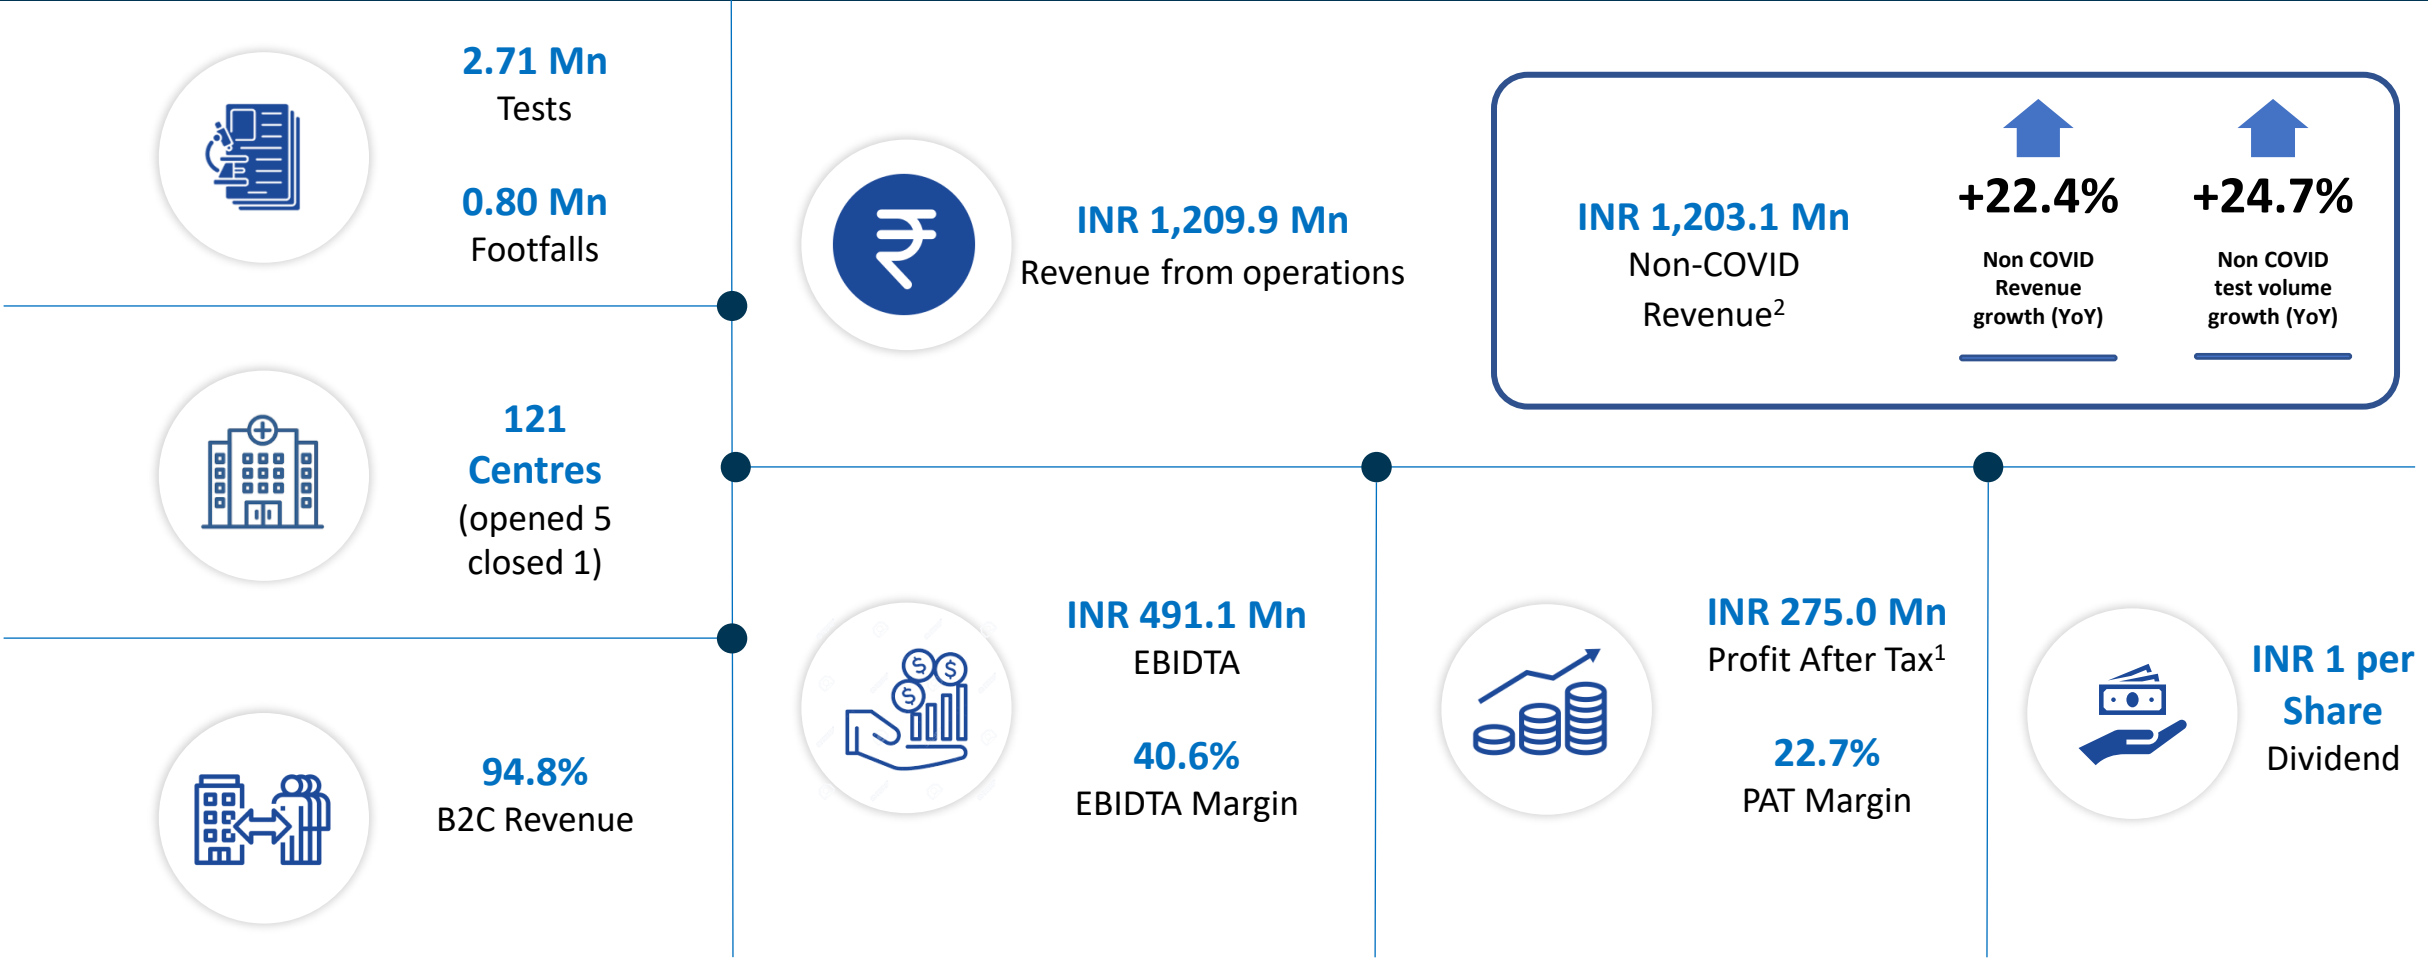 2.71 Mn
Tests
0.80 Mn
Footfalls
121
Centres
(opened 5
closed 1)
94.8%
B2C Revenue
INR 1,209.9 Mn
Revenue from operations
INR 1,203.1 Mn
Non-COVID
Revenue²
+22.4%
Non COVID
Revenue
growth (YoY)
+24.7%
Non COVID
test volume
growth (YoY)
INR 491.1 Mn
EBIDTA
40.6%
EBIDTA Margin
INR 275.0 Mn
Profit After Tax¹
22.7%
PAT Margin
INR 1 per
Share
Dividend